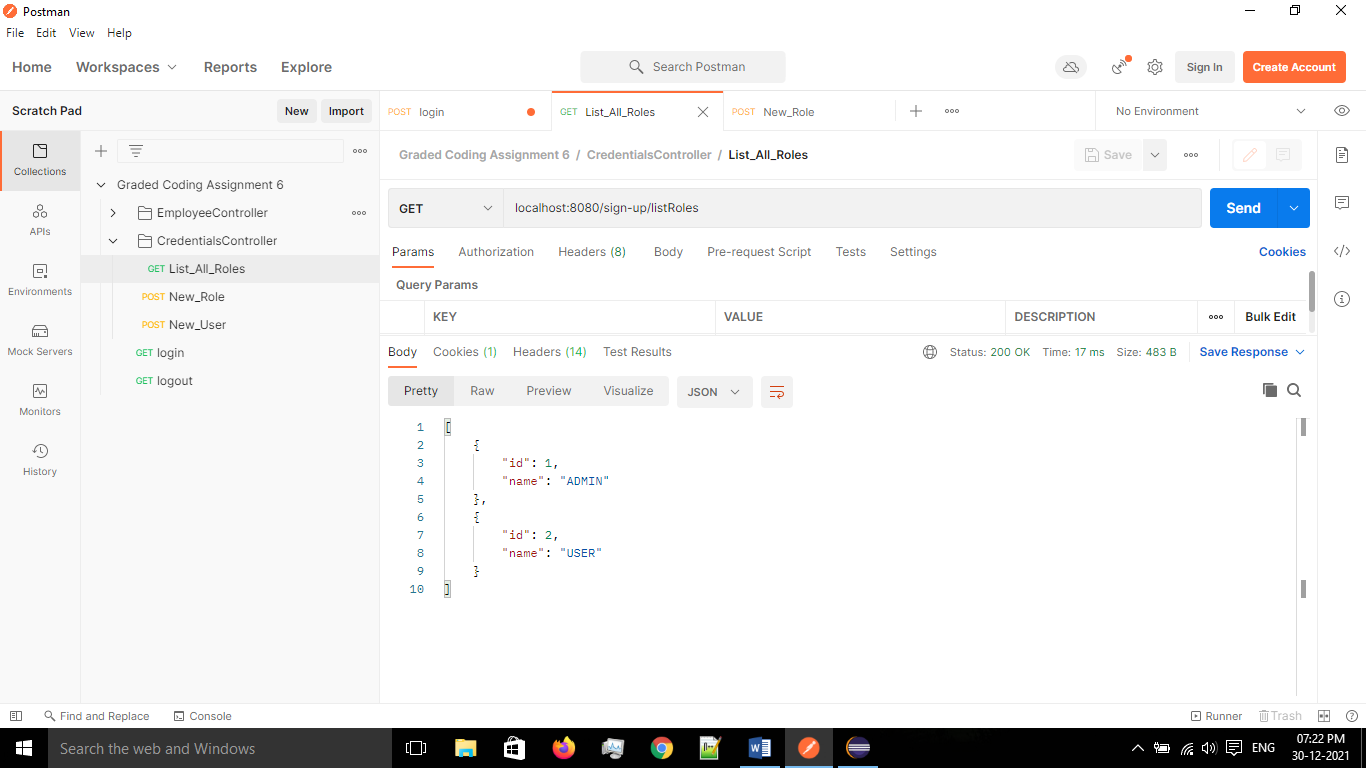 Postman
File Edit View Help
Home Workspaces Reports Explore Search Postman Sign In Create Account
Scratch Pad New Import
POST login GET List_All_Roles POST New_Role No Environment
Collections
APIs
Environments
Mock Servers
Monitors
History
Graded Coding Assignment 6
EmployeeController
CredentialsController
GET List_All_Roles
POST New_Role
POST New_User
GET login
GET logout
Graded Coding Assignment 6 / CredentialsController / List_All_Roles Save
GET localhost:8080/sign-up/listRoles Send
Params Authorization Headers (8) Body Pre-request Script Tests Settings Cookies
Query Params
KEY VALUE DESCRIPTION Bulk Edit
Body Cookies (1) Headers (14) Test Results Status: 200 OK Time: 17 ms Size: 483 B Save Response
Pretty Raw Preview Visualize JSON
1 [
2 {
3 "id": 1,
4 "name": "ADMIN"
5 },
6 {
7 "id": 2,
8 "name": "USER"
9 }
10 ]
Find and Replace Console Runner Trash
Search the web and Windows ENG 07:22 PM
30-12-2021